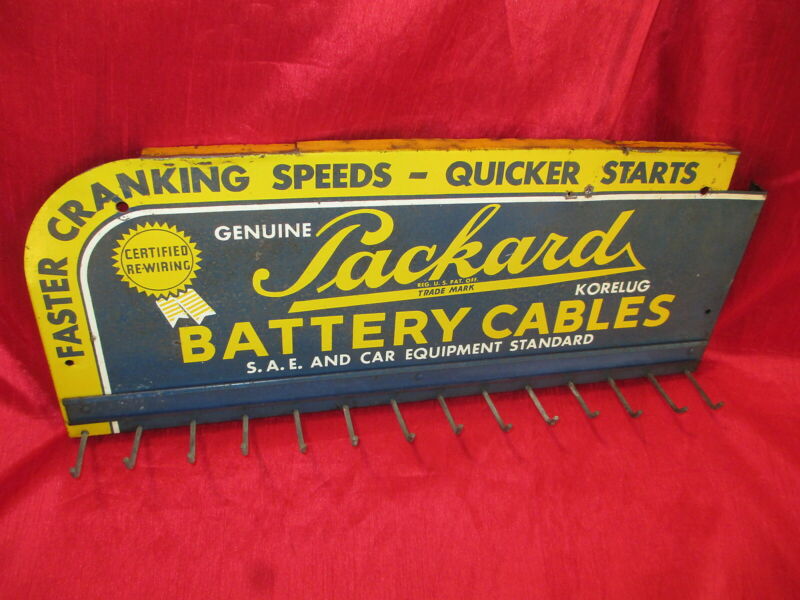 FASTER CRANKING SPEEDS – QUICKER STARTS
CERTIFIED
RE-WIRING
GENUINE
Packard
REG. U.S. PAT. OFF.
TRADE MARK
KORELUG
BATTERY CABLES
S.A.E. AND CAR EQUIPMENT STANDARD